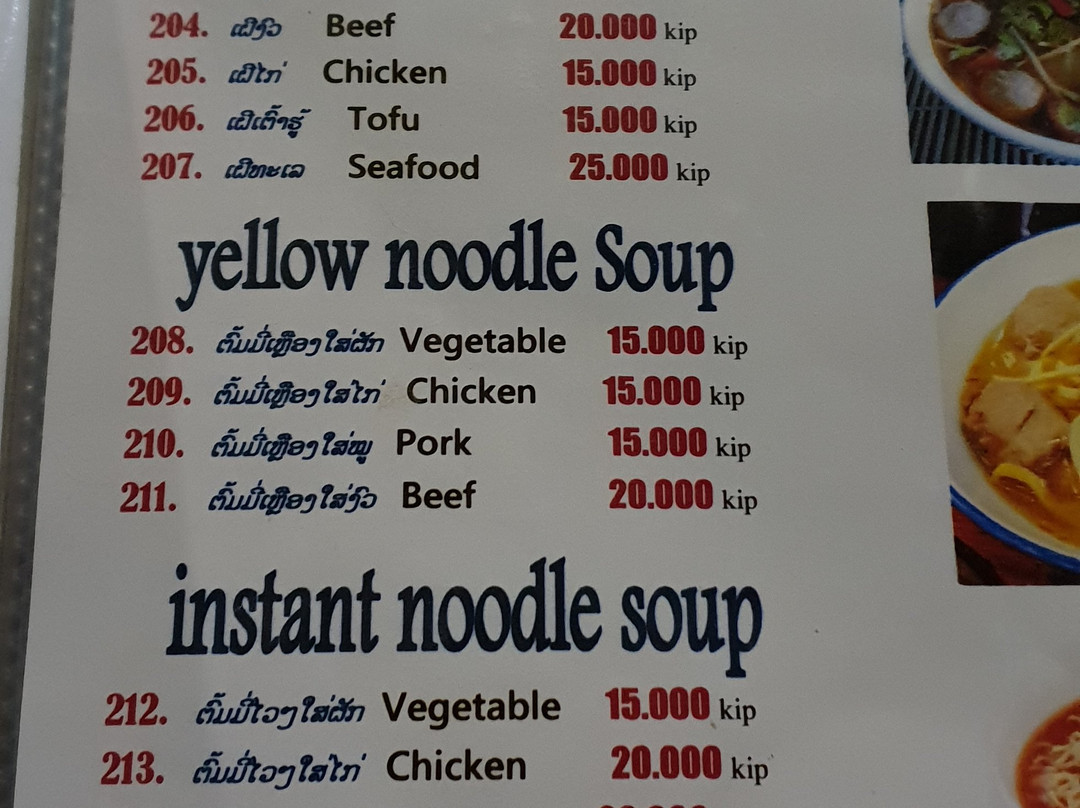 204. ເຝີງົວ Beef 20.000 kip
205. ເຝີໄກ່ Chicken 15.000 kip
206. ເຝີເຕົ້າຮູ້ Tofu 15.000 kip
207. ເຝີທະເລ Seafood 25.000 kip
yellow noodle Soup
208. ຕົ້ມມີ່ເຫຼືອງໃສ່ຜັກ Vegetable 15.000 kip
209. ຕົ້ມມີ່ເຫຼືອງໃສ່ໄກ່ Chicken 15.000 kip
210. ຕົ້ມມີ່ເຫຼືອງໃສ່ໝູ Pork 15.000 kip
211. ຕົ້ມມີ່ເຫຼືອງໃສ່ງົວ Beef 20.000 kip
instant noodle soup
212. ຕົ້ມມີ່ໄວໆໃສ່ຜັກ Vegetable 15.000 kip
213. ຕົ້ມມີ່ໄວໆໃສ່ໄກ່ Chicken 20.000 kip